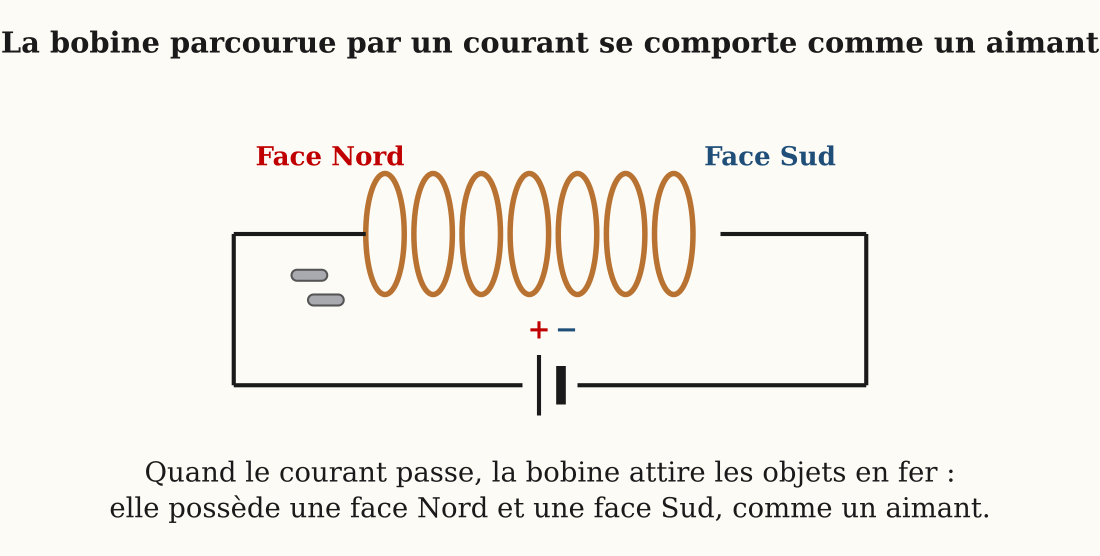 La bobine parcourue par un courant se comporte comme un aimant
Face Nord
Face Sud
+ −
Quand le courant passe, la bobine attire les objets en fer :
elle possède une face Nord et une face Sud, comme un aimant.